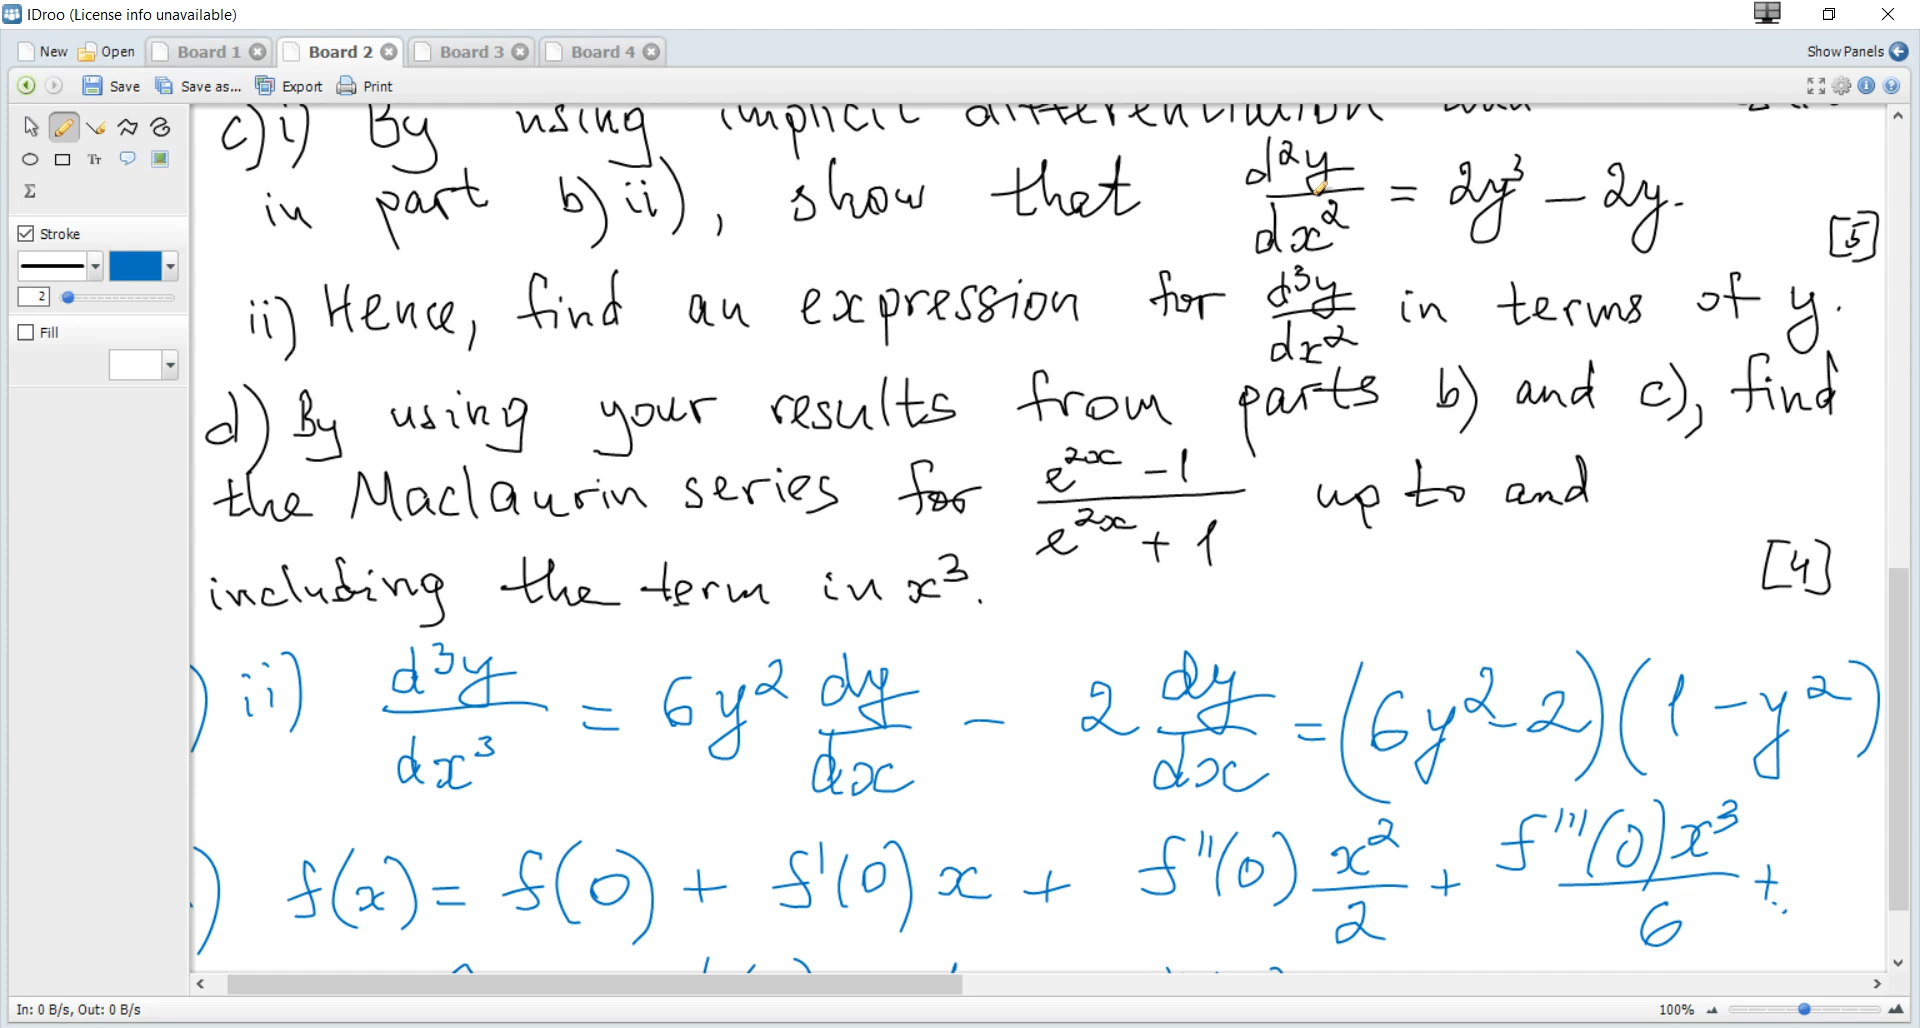 IDroo (License info unavailable)
New Open Board 1 Board 2 Board 3 Board 4 Show Panels
Save Save as... Export Print
Stroke
2
Fill
c) i) By using implicit differentiation
in part b) ii), show that d²y/dx² = 2y³ − 2y.
[5]
ii) Hence, find an expression for d³y/dx² in terms of y.
d) By using your results from parts b) and c), find
the Maclaurin series for (e^{2x} − 1)/(e^{2x} + 1) up to and
including the term in x³.
[4]
) ii) d³y/dx³ = 6y² dy/dx − 2 dy/dx = (6y² − 2)(1 − y²)
) f(x) = f(0) + f'(0) x + f''(0) x²/2 + f'''(0) x³/6 + ..
In: 0 B/s, Out: 0 B/s 100%